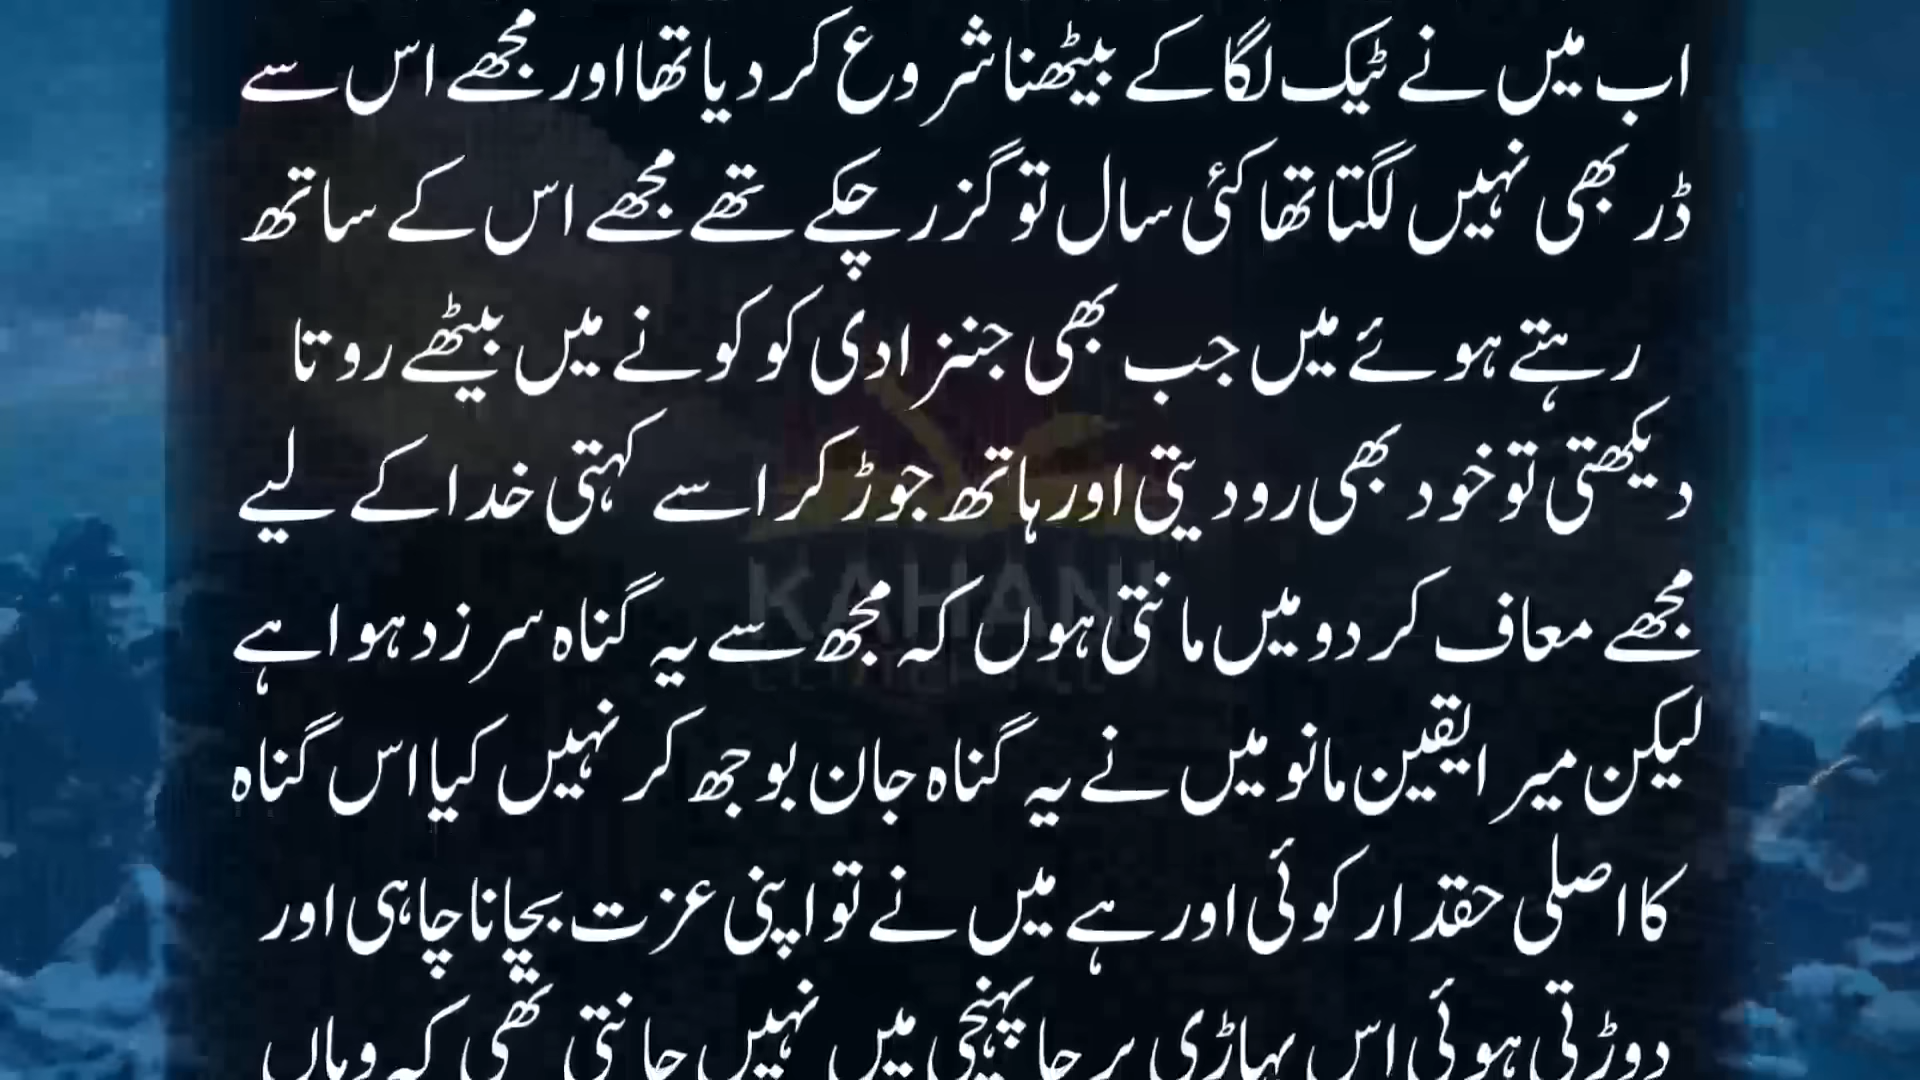 اب میں نے ٹیک لگا کے بیٹھنا شروع کر دیا تھا اور مجھے اس سے
ڈر بھی نہیں لگتا تھا کئی سال تو گزر چکے تھے مجھے اس کے ساتھ
رہتے ہوئے میں جب بھی جنزادی کو کونے میں بیٹھے روتا
دیکھتی تو خود بھی رو دیتی اور ہاتھ جوڑ کر اسے کہتی خدا کے لیے
مجھے معاف کر دو میں مانتی ہوں کہ مجھ سے یہ گناہ سرزد ہوا ہے
لیکن میرا یقین مانو میں نے یہ گناہ جان بوجھ کر نہیں کیا اس گناہ
کا اصلی حقدار کوئی اور ہے میں نے تو اپنی عزت بچانا چاہی اور
دوڑتی ہوئی اس پہاڑی پر جا پہنچی میں نہیں جانتی تھی کہ وہاں
KAHANI